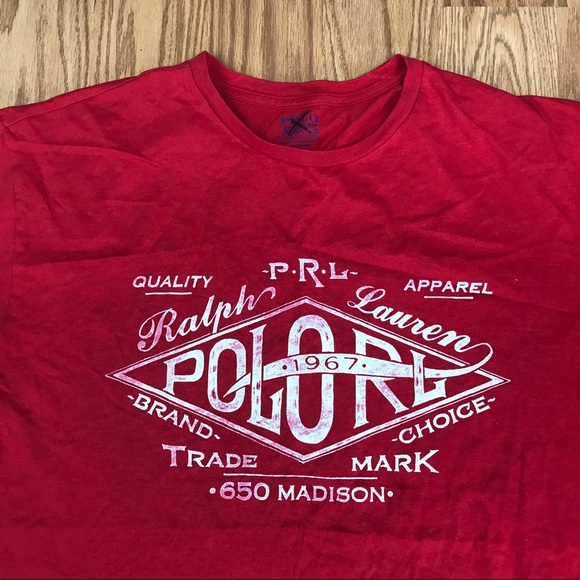 -P.R.L-
QUALITY APPAREL
Ralph Lauren
POLO RL
·1967·
-BRAND- -CHOICE-
TRADE MARK
•650 MADISON•